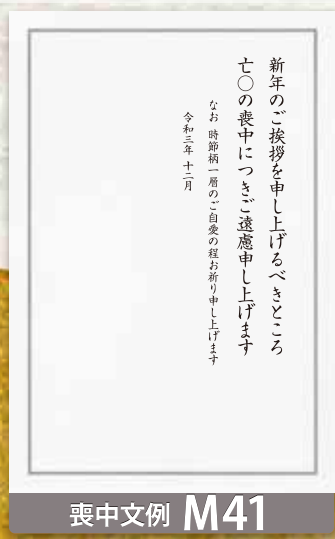 新年のご挨拶を申し上げるべきところ
亡〇の喪中につきご遠慮申し上げます
なお 時節柄一層のご自愛の程お祈り申し上げます
令和三年 十二月
喪中文例 M41